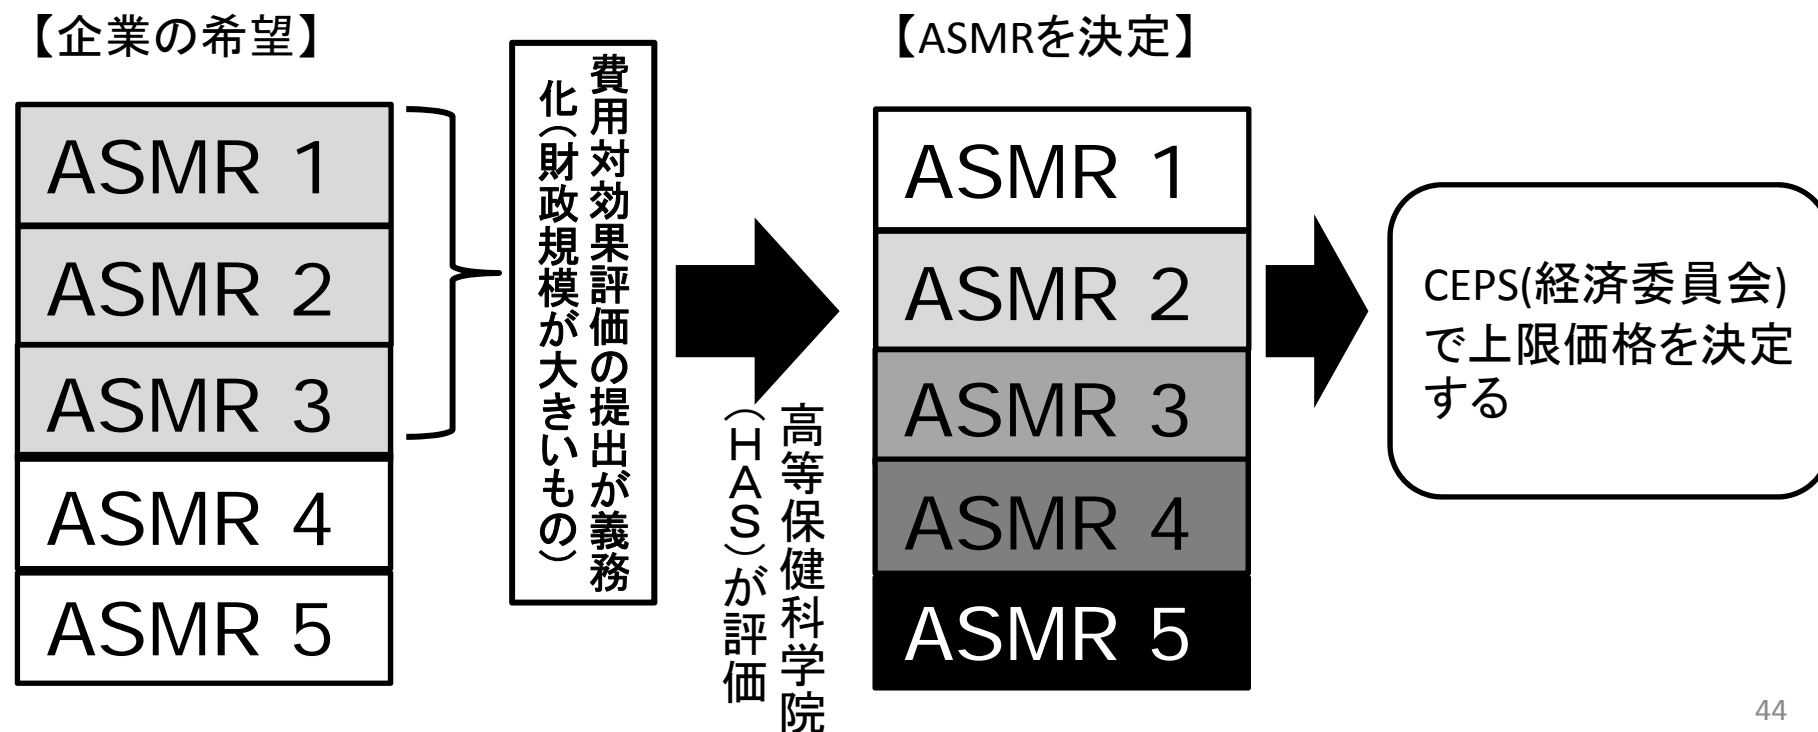 【企業の希望】
ASMR 1
ASMR 2
ASMR 3
ASMR 4
ASMR 5
費用対効果評価の提出が義務
化(財政規模が大きいもの)
高等保健科学院
(HAS)が評価
【ASMRを決定】
ASMR 1
ASMR 2
ASMR 3
ASMR 4
ASMR 5
CEPS(経済委員会)
で上限価格を決定
する
44